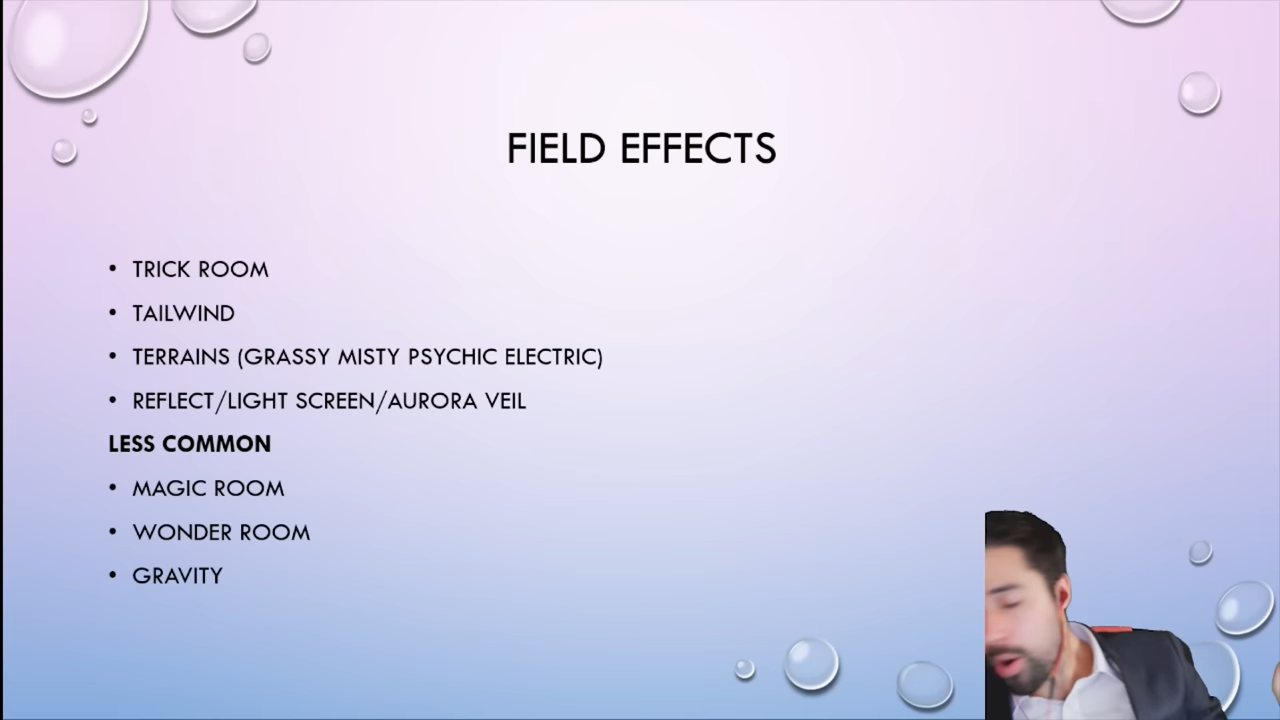 FIELD EFFECTS
• TRICK ROOM
• TAILWIND
• TERRAINS (GRASSY MISTY PSYCHIC ELECTRIC)
• REFLECT/LIGHT SCREEN/AURORA VEIL
LESS COMMON
• MAGIC ROOM
• WONDER ROOM
• GRAVITY